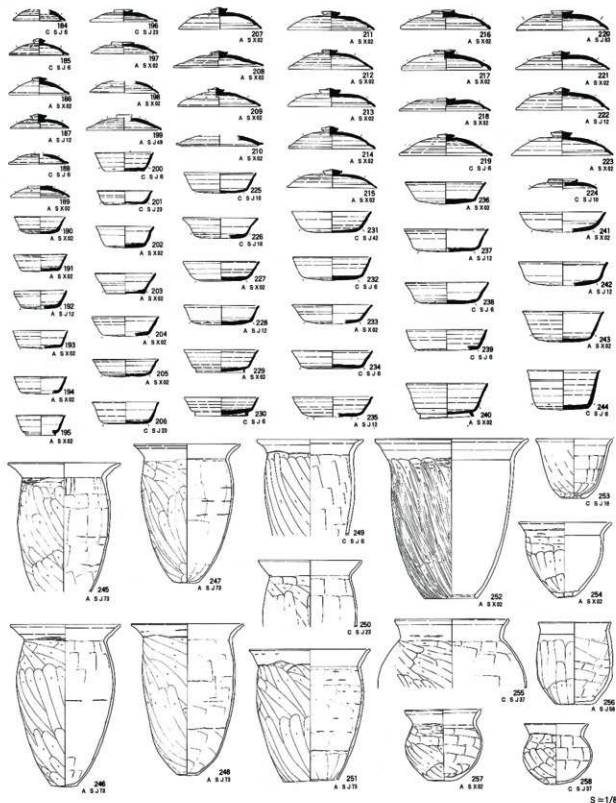 184
C SJ6
185
C SJ6
186
A SX02
187
A SJ12
188
C SJ6
189
A SX02
190
A SX02
191
A SX02
192
A SJ12
193
A SX02
194
A SX02
195
A SX02
196
C SJ23
197
A SX02
198
A SX02
199
A SJ49
200
C SJ6
201
C SJ23
202
A SX02
203
A SX02
204
A SX02
205
A SX02
206
C SJ23
207
A SX02
208
A SX02
209
A SX02
210
A SX02
225
C SJ10
226
C SJ18
227
A SX02
228
A SJ12
229
A SX02
230
C SJ6
211
A SX02
212
A SX02
213
A SX02
214
A SX02
215
A SX02
231
C SJ42
232
C SJ6
233
A SX02
234
C SJ6
235
A SJ12
216
A SX02
217
A SX02
218
A SX02
219
C SJ6
236
A SX02
237
A SJ12
238
C SJ6
239
C SJ6
240
A SX02
220
221
A SX02
222
A SJ12
223
A SX02
224
C SJ10
241
A SX02
242
A SJ12
243
A SX02
244
C SJ6
245
A SJ73
246
A SJ73
247
A SJ73
248
A SJ73
249
C SJ6
250
C SJ23
251
A SJ73
252
A SX02
253
C SJ18
254
A SX02
255
C SJ37
256
A SJ68
257
A SX02
258
C SJ37
S=1/8